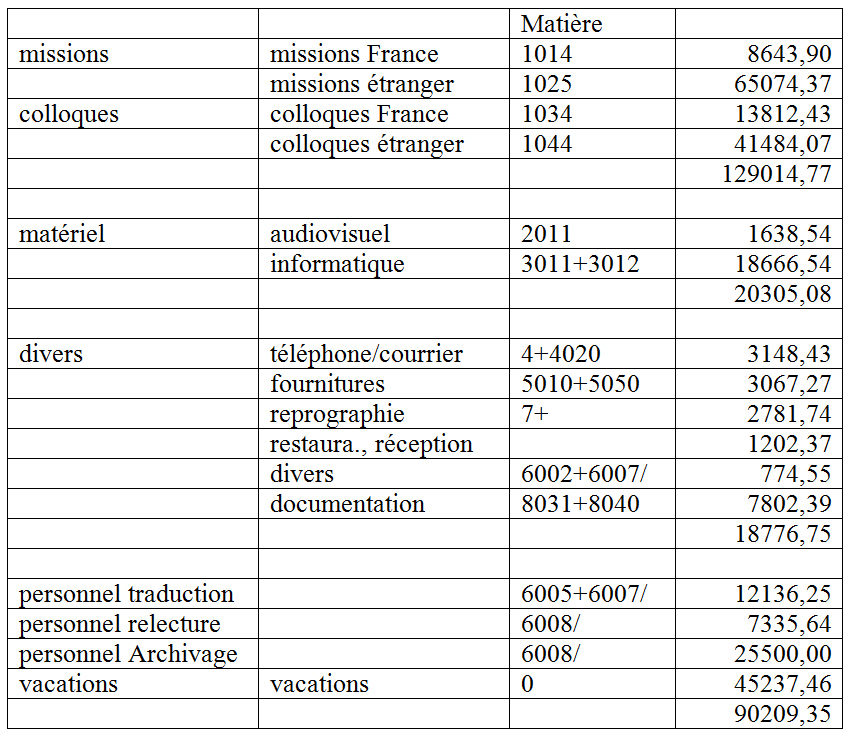 Matière
missions missions France 1014 8643,90
missions étranger 1025 65074,37
colloques colloques France 1034 13812,43
colloques étranger 1044 41484,07
129014,77
matériel audiovisuel 2011 1638,54
informatique 3011+3012 18666,54
20305,08
divers téléphone/courrier 4+4020 3148,43
fournitures 5010+5050 3067,27
reprographie 7+ 2781,74
restaura., réception 1202,37
divers 6002+6007/ 774,55
documentation 8031+8040 7802,39
18776,75
personnel traduction 6005+6007/ 12136,25
personnel relecture 6008/ 7335,64
personnel Archivage 6008/ 25500,00
vacations vacations 0 45237,46
90209,35